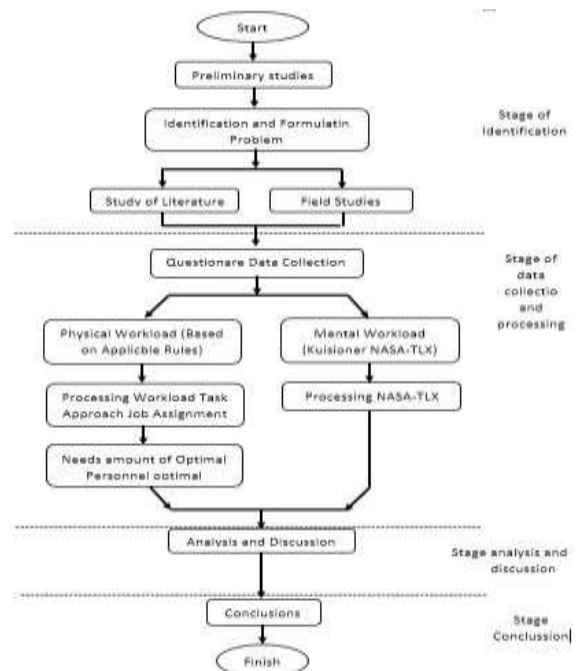 Start
Preliminary studies
Identification and Formulatin
Problem
Stage of
Identification
Study of Literature
Field Studies
Questionare Data Collection
Stage of
data
collectio
and
processing
Physical Workload (Based
on Applicble Rules)
Mental Workload
(Kuisioner NASA-TLX)
Processing Workload Task
Approach Job Assignment
Processing NASA-TLX
Needs amount of Optimal
Personnel optimal
Analysis and Discussion
Stage analysis and
discussion
Conclusions
Stage
Conclussion
Finish